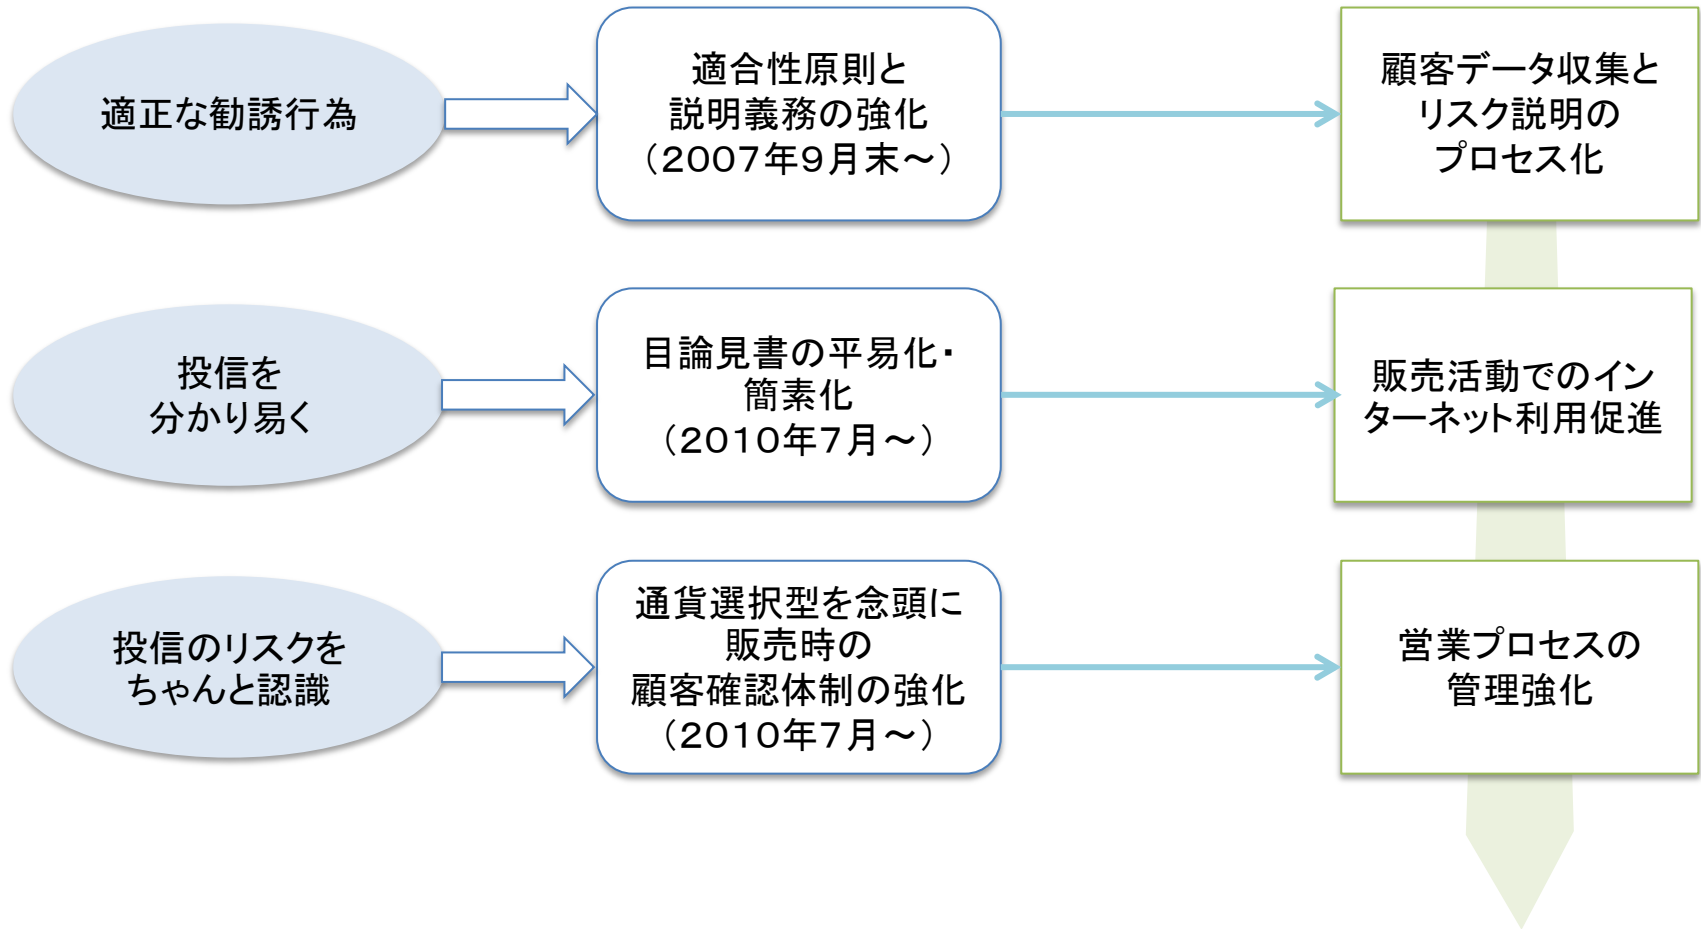 適正な勧誘行為
適合性原則と
説明義務の強化
（２００７年９月末～）
顧客データ収集と
リスク説明の
プロセス化
投信を
分かり易く
目論見書の平易化・
簡素化
（２０１０年７月～）
販売活動でのイン
ターネット利用促進
投信のリスクを
ちゃんと認識
通貨選択型を念頭に
販売時の
顧客確認体制の強化
（２０１０年７月～）
営業プロセスの
管理強化